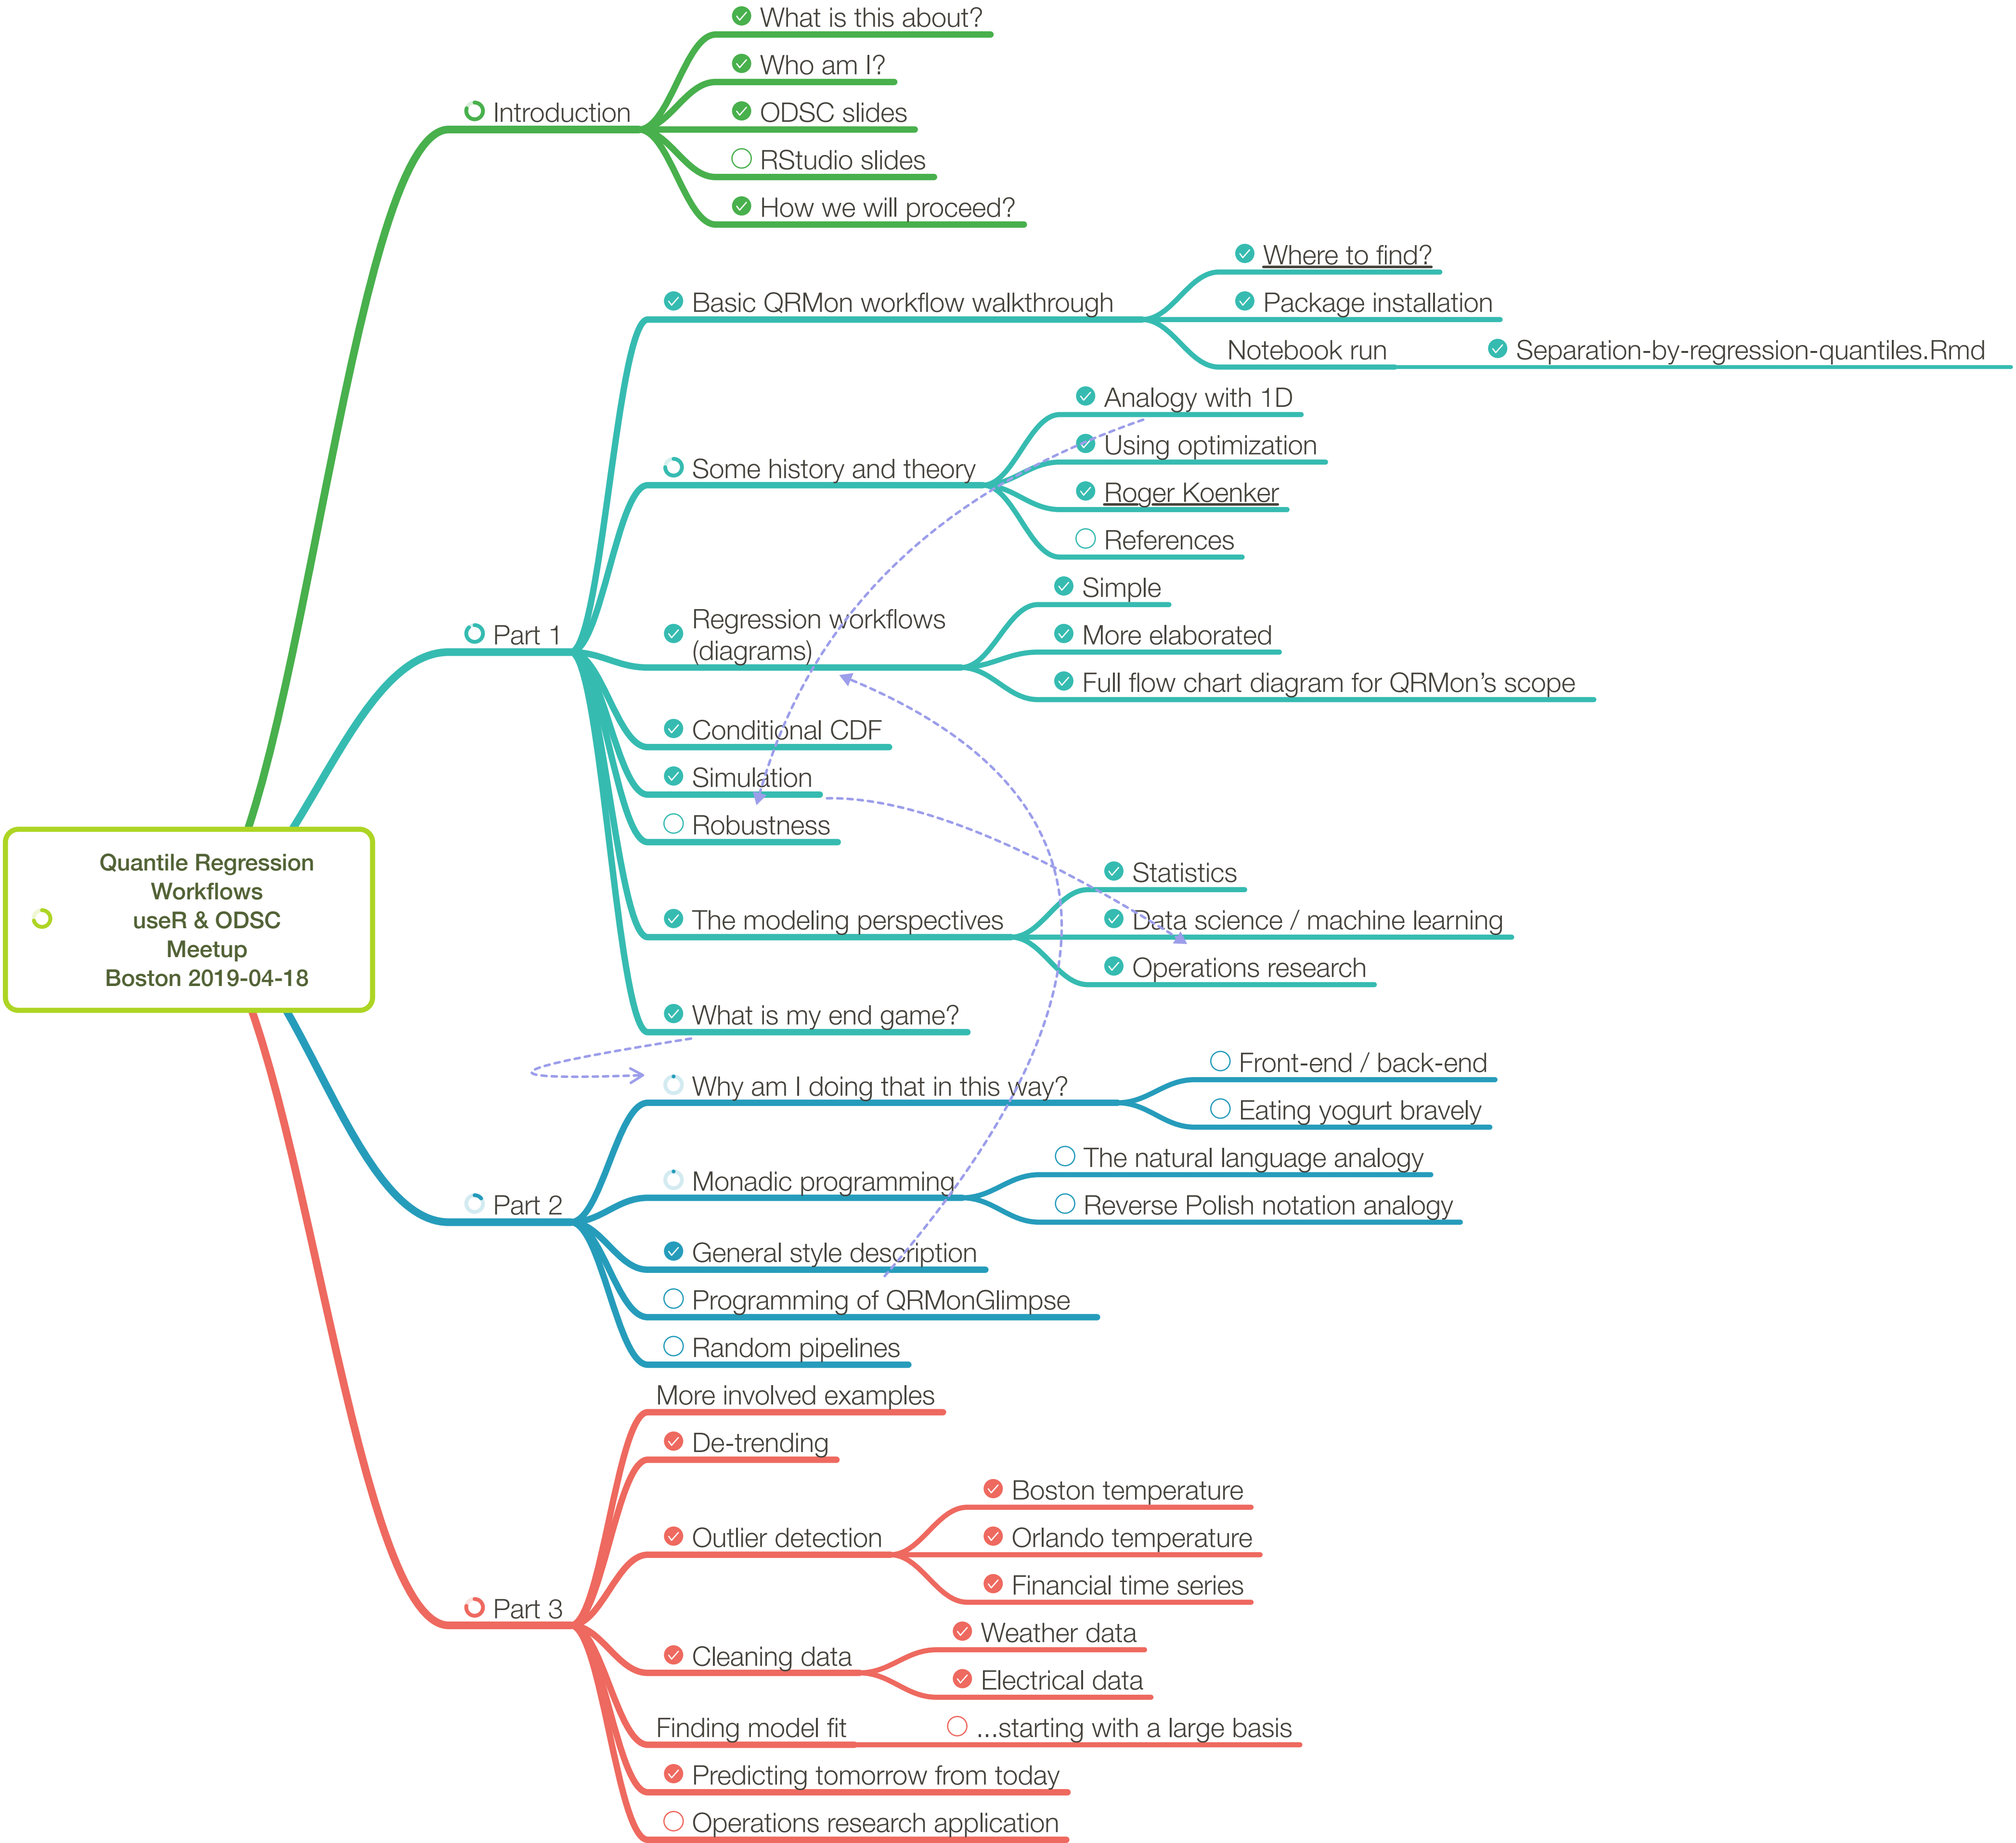 What is this about?
Who am I?
Introduction
ODSC slides
RStudio slides
How we will proceed?
Where to find?
Basic QRMon workflow walkthrough
Package installation
Notebook run
Separation-by-regression-quantiles.Rmd
Analogy with 1D
Using optimization
Some history and theory
Roger Koenker
References
Simple
Regression workflows
(diagrams)
Part 1
More elaborated
Full flow chart diagram for QRMon's scope
Conditional CDF
Simulation
Robustness
Quantile Regression
Workflows
useR & ODSC
Meetup
Boston 2019-04-18
Statistics
The modeling perspectives
Data science / machine learning
Operations research
What is my end game?
Front-end / back-end
Why am I doing that in this way?
Eating yogurt bravely
The natural language analogy
Monadic programming
Reverse Polish notation analogy
Part 2
General style description
Programming of QRMonGlimpse
Random pipelines
More involved examples
De-trending
Boston temperature
Outlier detection
Orlando temperature
Financial time series
Part 3
Weather data
Cleaning data
Electrical data
Finding model fit
...starting with a large basis
Predicting tomorrow from today
Operations research application